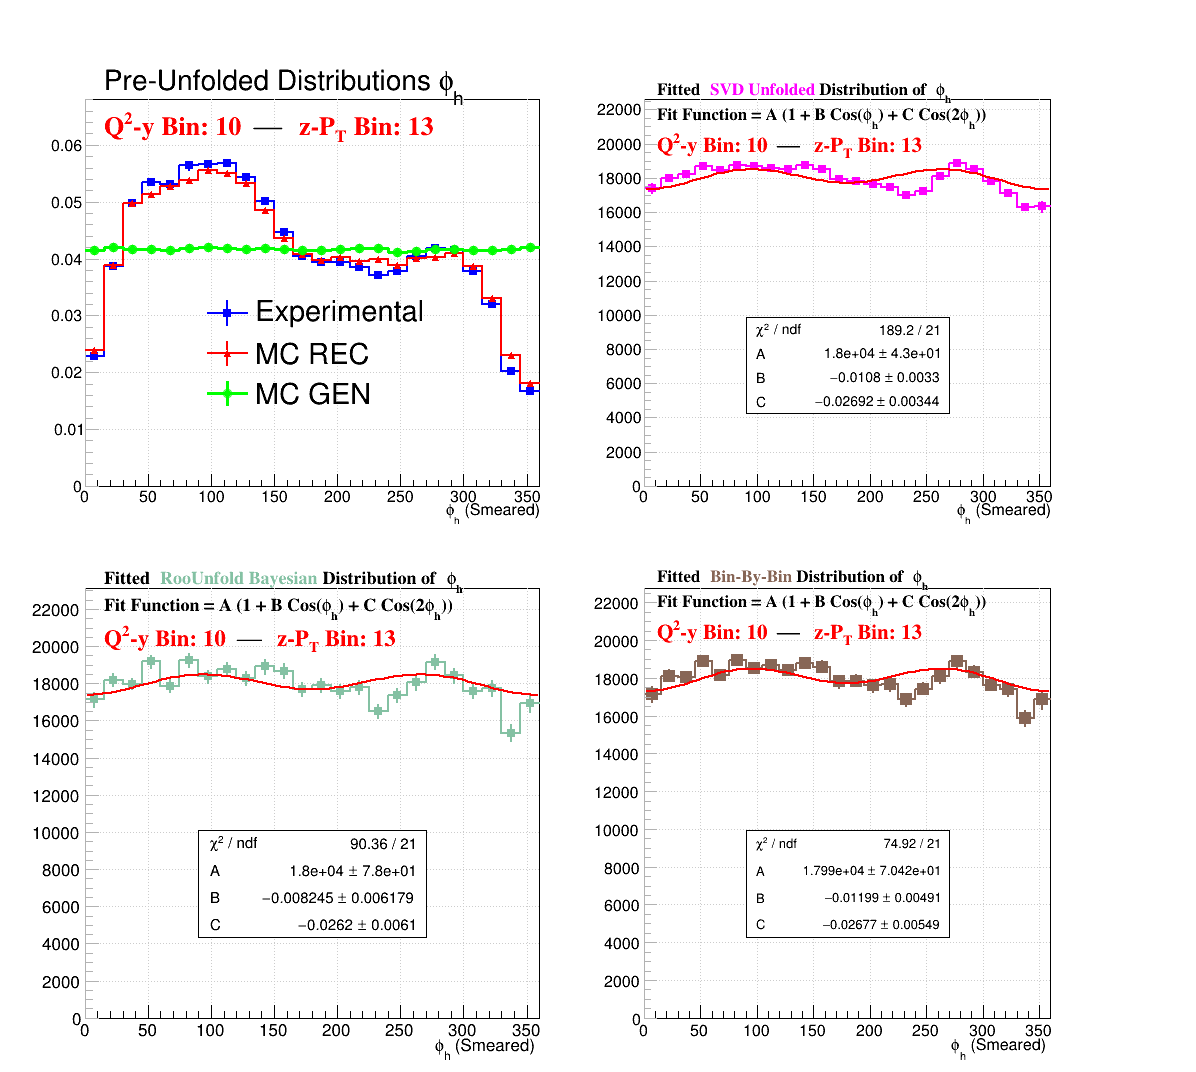 Pre-Unfolded Distributions ϕh
Q²-y Bin: 10 — z-PT Bin: 13
0.06
0.05
0.04
0.03
0.02
0.01
0
Experimental
MC REC
MC GEN
0 50 100 150 200 250 300 350
ϕh (Smeared)
Fitted SVD Unfolded Distribution of ϕh
Fit Function = A (1 + B Cos(ϕh) + C Cos(2ϕh))
Q²-y Bin: 10 — z-PT Bin: 13
22000
20000
18000
16000
14000
12000
10000
8000
6000
4000
2000
0
χ² / ndf 189.2 / 21
A 1.8e+04 ± 4.3e+01
B −0.0108 ± 0.0033
C −0.02692 ± 0.00344
0 50 100 150 200 250 300 350
ϕh (Smeared)
Fitted RooUnfold Bayesian Distribution of ϕh
Fit Function = A (1 + B Cos(ϕh) + C Cos(2ϕh))
Q²-y Bin: 10 — z-PT Bin: 13
22000
20000
18000
16000
14000
12000
10000
8000
6000
4000
2000
0
χ² / ndf 90.36 / 21
A 1.8e+04 ± 7.8e+01
B −0.008245 ± 0.006179
C −0.0262 ± 0.0061
0 50 100 150 200 250 300 350
ϕh (Smeared)
Fitted Bin-By-Bin Distribution of ϕh
Fit Function = A (1 + B Cos(ϕh) + C Cos(2ϕh))
Q²-y Bin: 10 — z-PT Bin: 13
22000
20000
18000
16000
14000
12000
10000
8000
6000
4000
2000
0
χ² / ndf 74.92 / 21
A 1.799e+04 ± 7.042e+01
B −0.01199 ± 0.00491
C −0.02677 ± 0.00549
0 50 100 150 200 250 300 350
ϕh (Smeared)